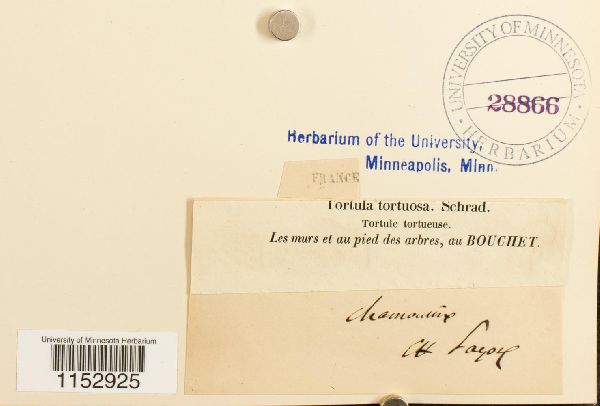 UNIVERSITY OF MINNESOTA
28866
HERBARIUM
Herbarium of the University,
Minneapolis, Minn.
FRANCE
Tortula tortuosa. Schrad.
Tortule tortueuse.
Les murs et au pied des arbres, au BOUCHET.
University of Minnesota Herbarium
1152925